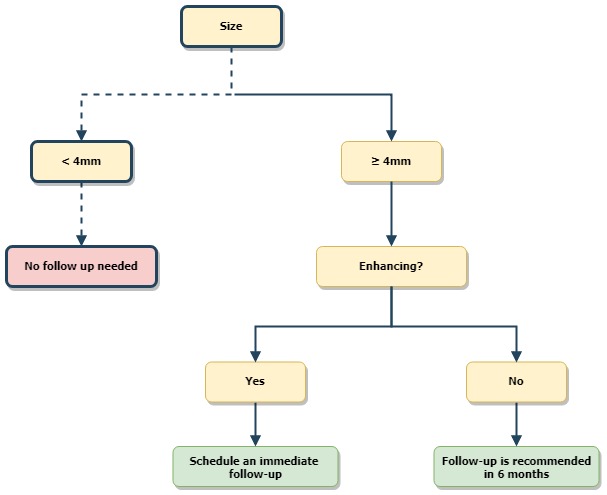 Size
< 4mm
≥ 4mm
No follow up needed
Enhancing?
Yes
No
Schedule an immediate
follow-up
Follow-up is recommended
in 6 months